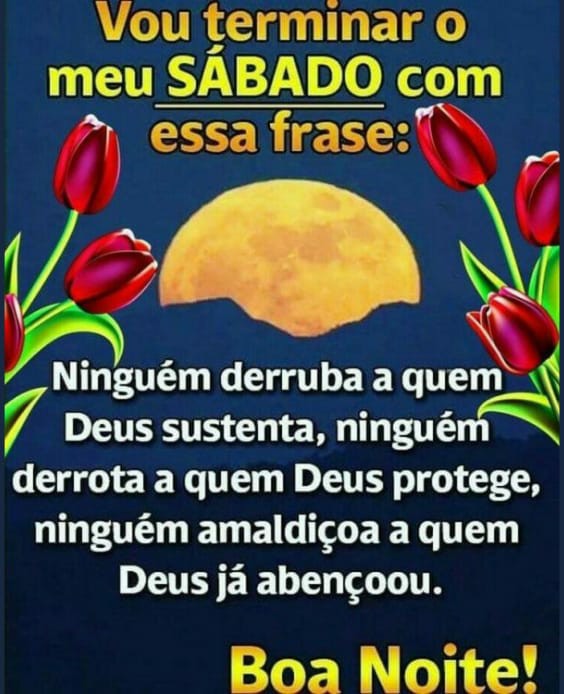 Vou terminar o
meu SÁBADO com
essa frase:
Ninguém derruba a quem
Deus sustenta, ninguém
derrota a quem Deus protege,
ninguém amaldiçoa a quem
Deus já abençoou.
Boa Noite!